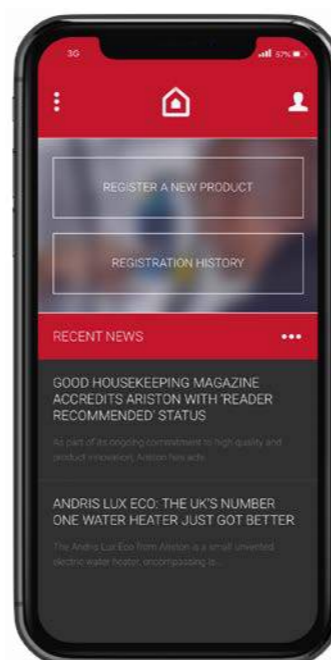 3G
57%
REGISTER A NEW PRODUCT
REGISTRATION HISTORY
RECENT NEWS
GOOD HOUSEKEEPING MAGAZINE
ACCREDITS ARISTON WITH 'READER
RECOMMENDED' STATUS
As part of its ongoing commitment to high quality and
product innovation, Ariston has adde
ANDRIS LUX ECO: THE UK'S NUMBER
ONE WATER HEATER JUST GOT BETTER
The Andris Lux Eco from Ariston is a small unvented
electric water heater, encompassing is...